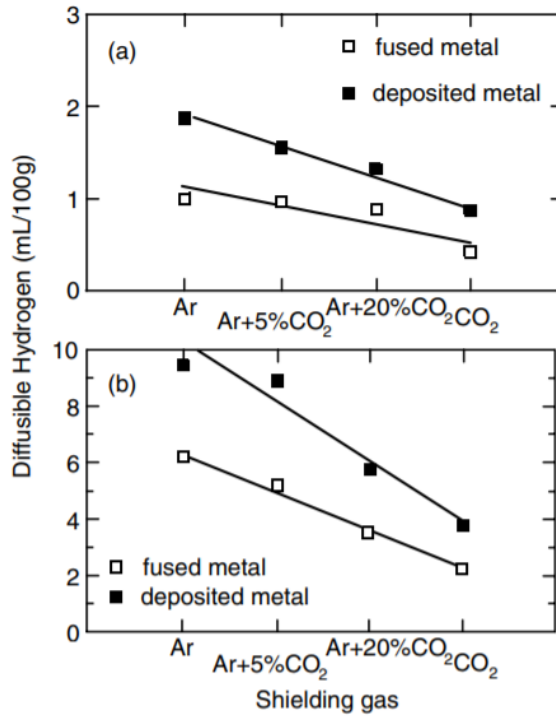 Diffusible Hydrogen (mL/100g)
3
2
1
0
(a)
fused metal
deposited metal
Ar
Ar+5%CO₂
Ar+20%CO₂
CO₂
10
8
6
4
2
0
(b)
fused metal
deposited metal
Ar
Ar+5%CO₂
Ar+20%CO₂
CO₂
Shielding gas